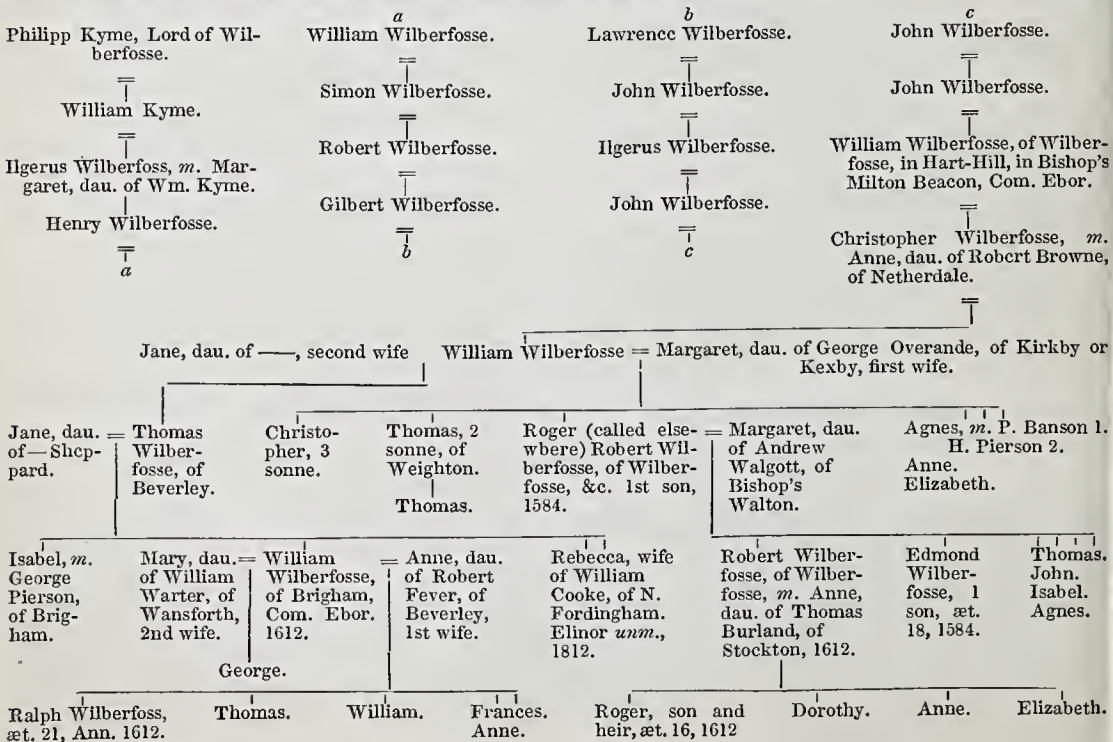 Philipp Kyme, Lord of Wil-
berfosse.
=
William Kyme.
=
Ilgerus Wilberfoss, m. Mar-
garet, dau. of Wm. Kyme.
Henry Wilberfosse.
=
a
a
William Wilberfosse.
=
Simon Wilberfosse.
=
Robert Wilberfosse.
=
Gilbert Wilberfosse.
=
b
b
Lawrence Wilberfosse.
=
John Wilberfosse.
=
Ilgerus Wilberfosse.
=
John Wilberfosse.
=
c
c
John Wilberfosse.
=
John Wilberfosse.
=
William Wilberfosse, of Wilber-
fosse, in Hart-Hill, in Bishop's
Milton Beacon, Com. Ebor.
=
Christopher Wilberfosse, m.
Anne, dau. of Robert Browne,
of Netherdale.
=
Jane, dau. of ——, second wife
William Wilberfosse = Margaret, dau. of George Overande, of Kirkby or
Kexby, first wife.
Jane, dau. =
of — Shep-
pard.
Thomas
Wilber-
fosse, of
Beverley.
Christo-
pher, 3
sonne.
Thomas, 2
sonne, of
Weighton.
Thomas.
Roger (called else- =
wbere) Robert Wil-
berfosse, of Wilber-
fosse, &c. 1st son,
1584.
Margaret, dau.
of Andrew
Walgott, of
Bishop's
Walton.
Agnes, m. P. Banson 1.
H. Pierson 2.
Anne.
Elizabeth.
Isabel, m.
George
Pierson,
of Brig-
ham.
Mary, dau. =
of William
Warter, of
Wansforth,
2nd wife.
William =
Wilberfosse,
of Brigham,
Com. Ebor.
1612.
George.
Anne, dau.
of Robert
Fever, of
Beverley,
1st wife.
Rebecca, wife
of William
Cooke, of N.
Fordingham.
Elinor unm.,
1812.
Robert Wilber-
fosse, of Wilber-
fosse, m. Anne,
dau. of Thomas
Burland, of
Stockton, 1612.
Edmond
Wilber-
fosse, 1
son, æt.
18, 1584.
Thomas.
John.
Isabel.
Agnes.
Ralph Wilberfoss,
æt. 21, Ann. 1612.
Thomas.
William.
Frances.
Anne.
Roger, son and
heir, æt. 16, 1612
Dorothy.
Anne.
Elizabeth.